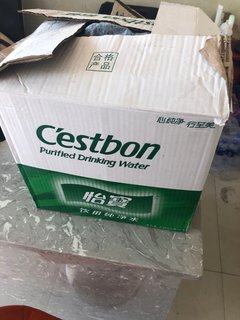 合格
产品
心纯净·行至美
C'estbon
Purified Drinking Water
怡寳
饮用纯净水